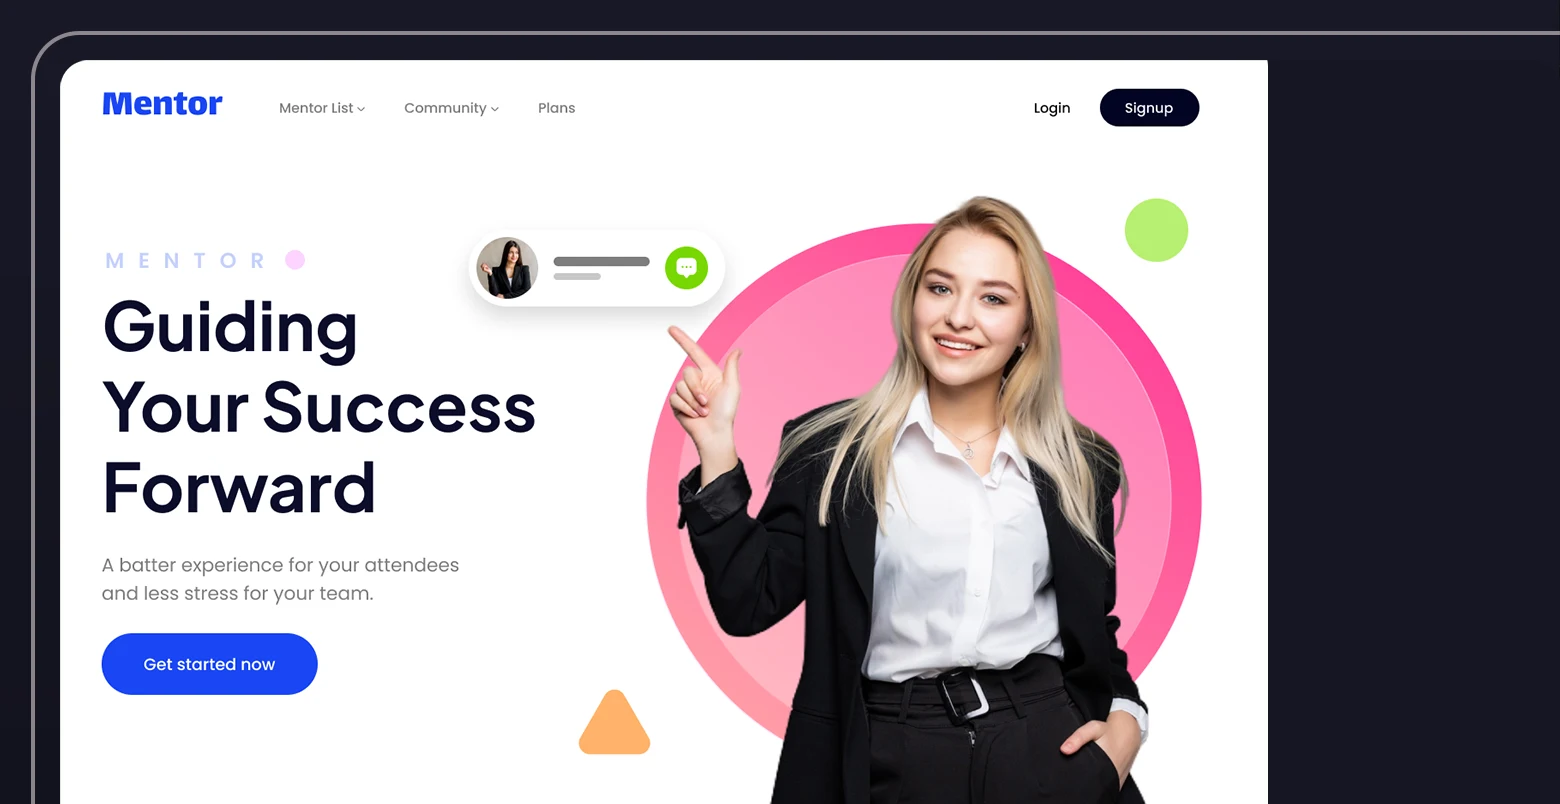 Mentor
Mentor List
Community
Plans
Login
Signup
MENTOR
Guiding
Your Success
Forward
A batter experience for your attendees
and less stress for your team.
Get started now